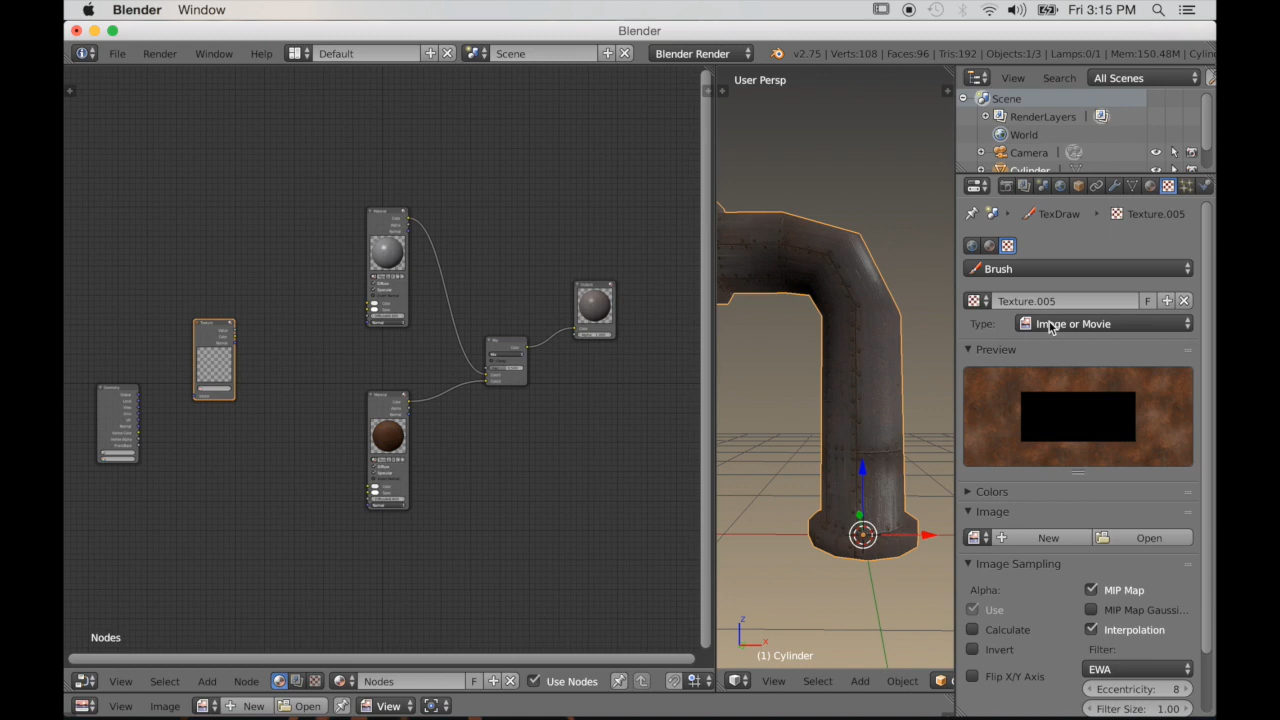 Blender Window Fri 3:15 PM
Blender
File Render Window Help Default Scene Blender Render v2.75 | Verts:108 | Faces:96 | Tris:192 | Objects:1/3 | Lamps:0/1 | Mem:150.48M | Cylin
User Persp
View Search All Scenes
Scene
RenderLayers
World
Camera
Cylinder
TexDraw Texture.005
Brush
Texture.005 F
Type: Image or Movie
Preview
Colors
Image
New Open
Image Sampling
Alpha: MIP Map
Use MIP Map Gaussi...
Calculate Interpolation
Invert Filter:
EWA
Flip X/Y Axis
Eccentricity: 8
Filter Size: 1.00
Nodes
z
x
(1) Cylinder
View Select Add Node Nodes F Use Nodes
View Select Add Object
View Image New Open View